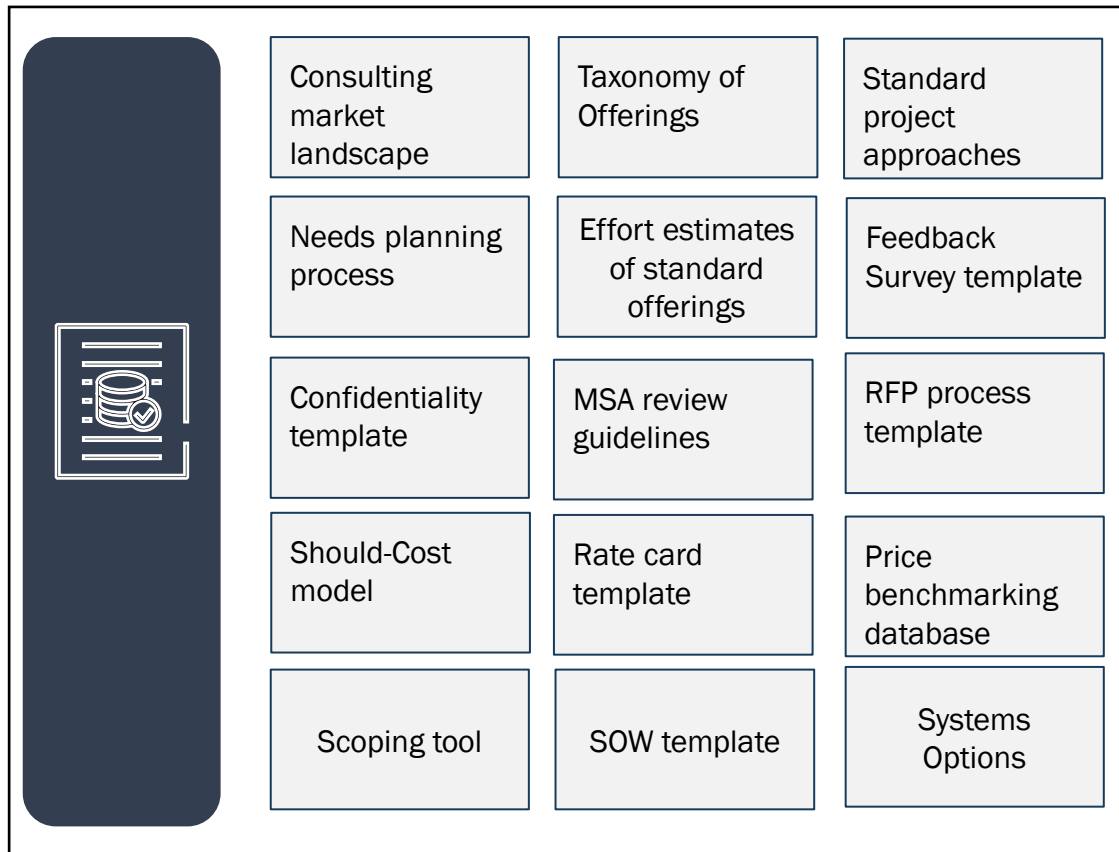 Consulting
market
landscape
Taxonomy of
Offerings
Standard
project
approaches
Needs planning
process
Effort estimates
of standard
offerings
Feedback
Survey template
Confidentiality
template
MSA review
guidelines
RFP process
template
Should-Cost
model
Rate card
template
Price
benchmarking
database
Scoping tool
SOW template
Systems
Options